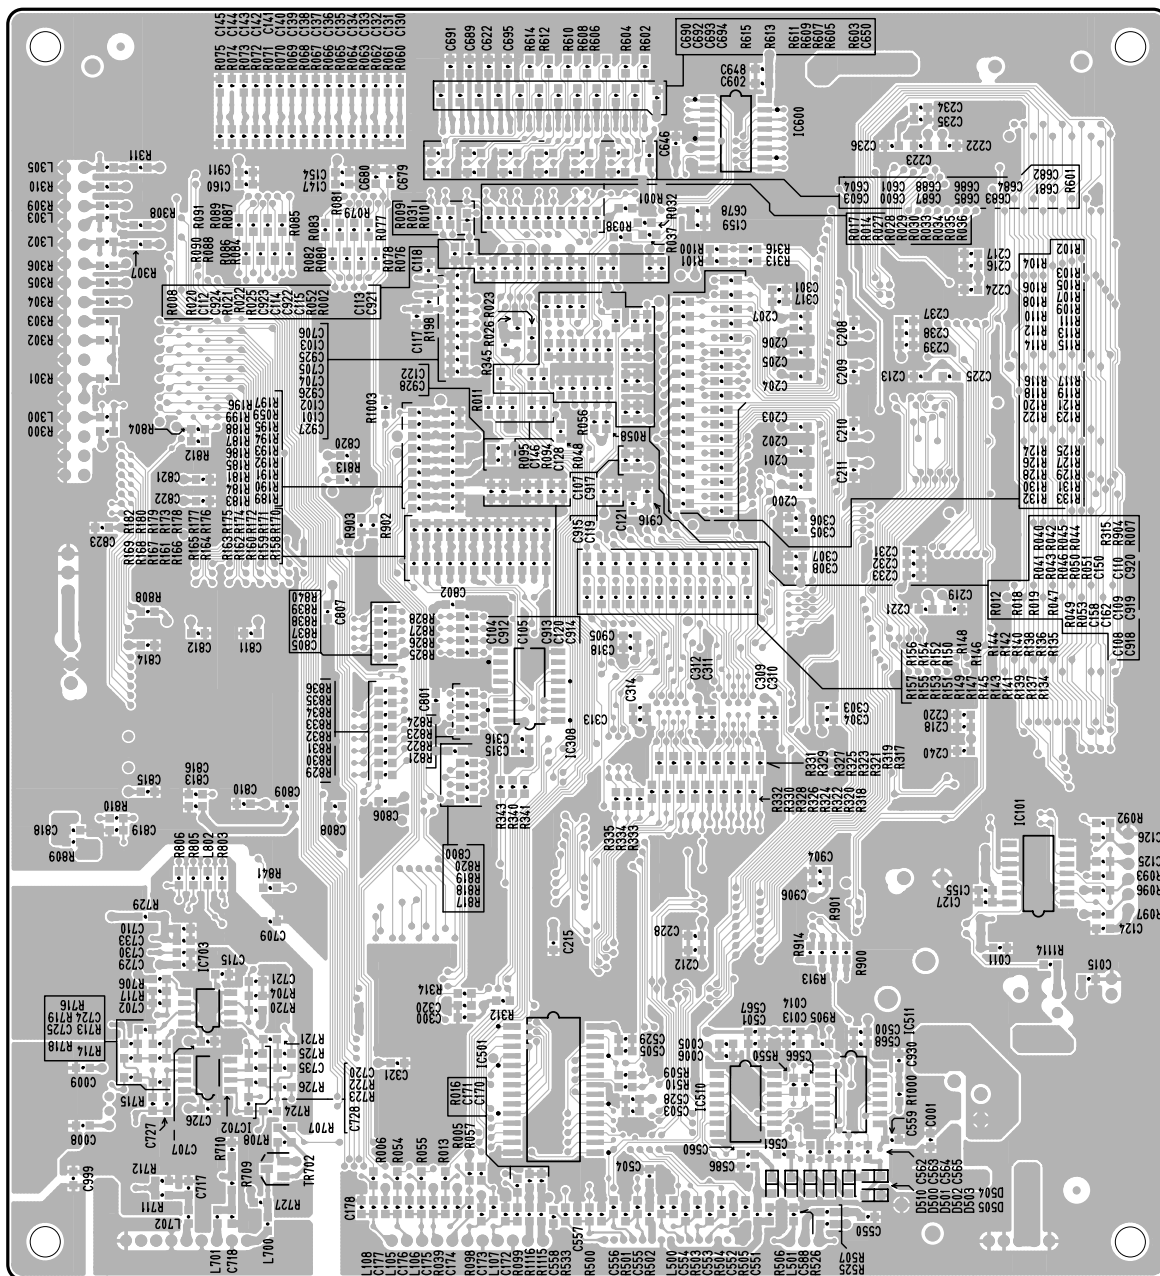 C145 C144 C143 C142 C141 C140 C139 C138 C137 C136 C135 C134 C133 C132 C131 C130
R075 R074 R073 R072 R071 R070 R069 R068 R067 R066 R065 R064 R063 R062 R061 R060
C691 C689 C622 C695 R614 R612 R610 R608 R606 R604 R602
C690 C692 C693 C694 R615 R613 R611 R609 R607 R605 R603 C650
C602
IC600
C646
C234
C235
C236
C223
C222
L305
R311
R310
R309
L303
R308
L302
R307
R306
R305
R304
R303
R302
R301
L300
R300
C911
C160
C154
C147
C680
C679
R091
R089
R087
R085
R090
R088
R086
R084
R083
R081
R079
R077
R082
R080
R078
R076
R009
R031
R010
R001
R032
R038
R037
C678
C159
C604 C601 C688 C686 C684
C603 C600 C687 C685 C683
C682
C681
R601
R017 R014 R027 R028 R029 R030 R033 R034 R035 R036
R008 R020 C112 C924 R021 R022 R025 C923 C114 C922 C115 R052 R002 C113 C921
C118
C117
R198
R026
R023
R345
R100
R101
R316
R313
C301
C317
C207
C206
C205
C204
C203
C202
C201
C200
C208
C209
C210
C211
C217
C216
C224
C237
C238
C239
C213
C225
R102
R104 R103
R106 R105
R108 R107
R110 R109
R112 R111
R114 R113
R115
R116 R117
R118 R119
R120 R121
R122 R123
R124 R125
R126 R127
R128 R129
R130 R131
R132 R133
C706
C103
C925
C705
C704
C926
C102
C101
C927
C122
C928
R1003
R011
R056
R058
R095
C146
R094
C128
R048
C107
C917
C915
C119
C121
C916
R804
R812
C821
C822
C823
C820
R813
R903
R902
R196 R197
R199 R059
R188 R195
R187 R194
R186 R193
R185 R192
R181 R191
R184 R190
R183 R189
R182 R180 R179 R173 R178 R177 R176 R175 R174 R172 R171 R170
R169 R168 R167 R161 R166 R165 R164 R163 R162 R160 R159 R158
C306
C305
C307
C308
C231
C232
C233
C221
C219
R012 R018 R019 R041 R040 R043 R042 R046 R045 R050 R044 R051 C150
R047 R049 R053 C158 C162
R315 R904 R007
C110 C920
C109 C919
C108 C918
R808
C814
C812
C811
C807
R840
R839
R838
R837
C805
C802
R828
R827
R826
R825
C104 C912 C105 C913 C120 C914
C905
C318
C314
C313
C312
C311
C309
C310
C303
C304
R156 R154 R152 R150 R148 R146 R144 R142 R140 R138 R136 R135
R157 R155 R153 R151 R149 R147 R145 R143 R141 R139 R137 R134
C220
C218
C240
R836
R835
R834
R833
R832
R831
R830
R829
C801
R824
R823
R822
R821
C316
C315
IC308
R331 R329 R327 R325 R323 R321 R319 R317
R332 R330 R328 R326 R324 R322 R320 R318
R335
R334
R333
R343
R340
R341
C815
C816
C813
C810
C809
C808
C806
R810
C819
C818
R809
R806
R805
L802
R803
R841
C800
R820
R819
R818
R817
C709
IC101
R092
C126
C125
R093
R096
R097
C124
C155
C127
C904
C906
R901
C011
R1114
C015
R729
C710
C733
C730
C729
IC703
C715
R706
R717
C702
C721
R704
R720
R716
R719 C724
C725 R713
R718 R714
C009
R715
C008
C727
C707
C726
IC702
R708
R710
R709
R721
R725
C735
R726
R724
R707
C720
R722
R723
C728
TR702
R727
L700
C999
R712
R711
C717
L702
L701
C718
C215
C228
C212
R914
R913
R900
R314
C320
C300
R312
IC501
C321
R016
C171
C170
C529
C505
R509
R510
C528
C503
C005
C006
C567
C501
C014
C013
R905
R550
C566
IC510
C500
C568
IC511
C930
R1000
C559
C001
C560
C561
C586
C504
C562
C563
C564
C565
D510
D500
D501
D502
D503
D504
D505
C550
R507
R525
C178
R006
R054
R055
R013
R005
R057
L108 C177 L105 C176 L106 C175 R039 C174 R098 C173 L107 C172 R099 R1116 R1115 C558 R533 C557 R500 C556 R501 C555 R502 L500 C554 R503 C553 R504 C552 R505 C551 R506 L501 C588 R526